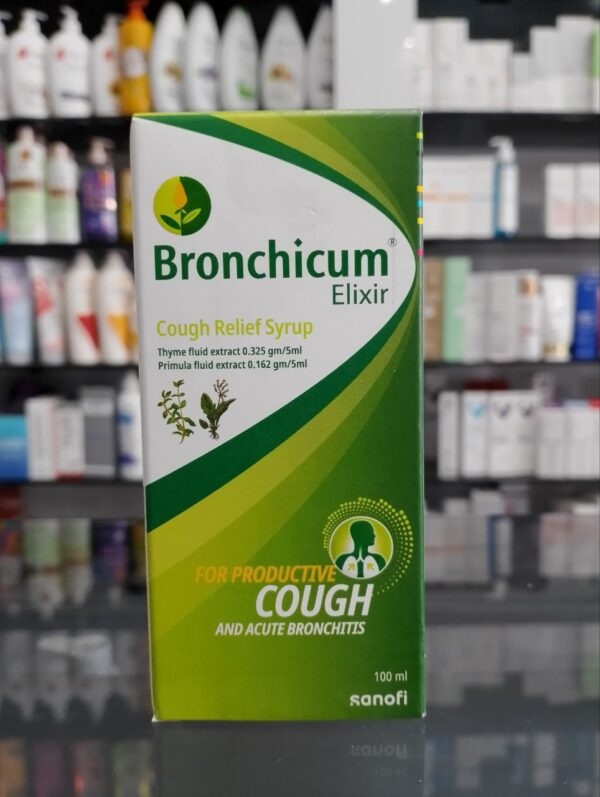 Bronchicum®
Elixir
Cough Relief Syrup
Thyme fluid extract 0.325 gm/5ml
Primula fluid extract 0.162 gm/5ml
FOR PRODUCTIVE
COUGH
AND ACUTE BRONCHITIS
100 ml
sanofi